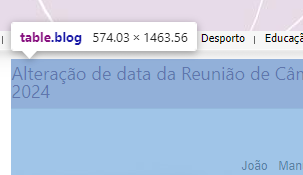 table.blog 574.03 × 1463.56
| Desporto | Educaçã
Alteração de data da Reunião de Câm
2024
João Man